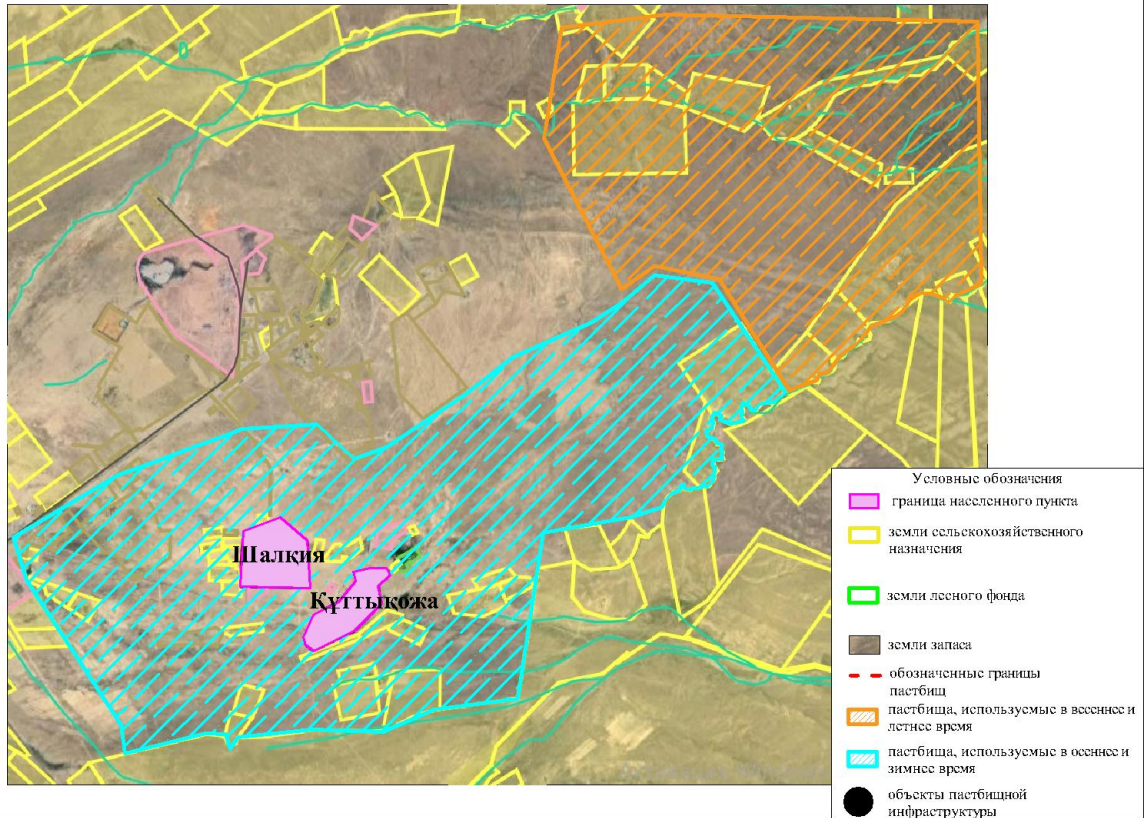 Шалқия
Құттықожа
Условные обозначения
граница населенного пункта
земли сельскохозяйственного
назначения
земли лесного фонда
земли запаса
обозначенные границы
пастбищ
пастбища, используемые в весеннее и
летнее время
пастбища, используемые в осеннее и
зимнее время
объекты пастбищной
инфраструктуры